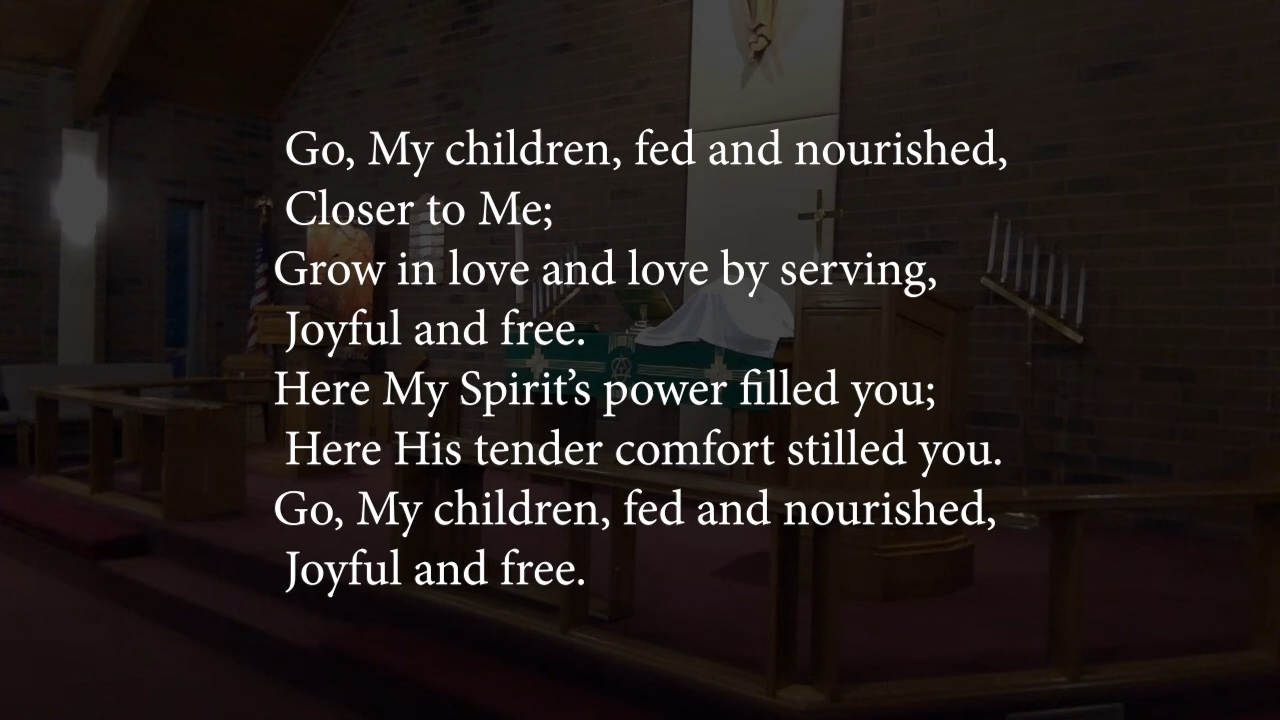 Go, My children, fed and nourished,
Closer to Me;
Grow in love and love by serving,
Joyful and free.
Here My Spirit’s power filled you;
Here His tender comfort stilled you.
Go, My children, fed and nourished,
Joyful and free.